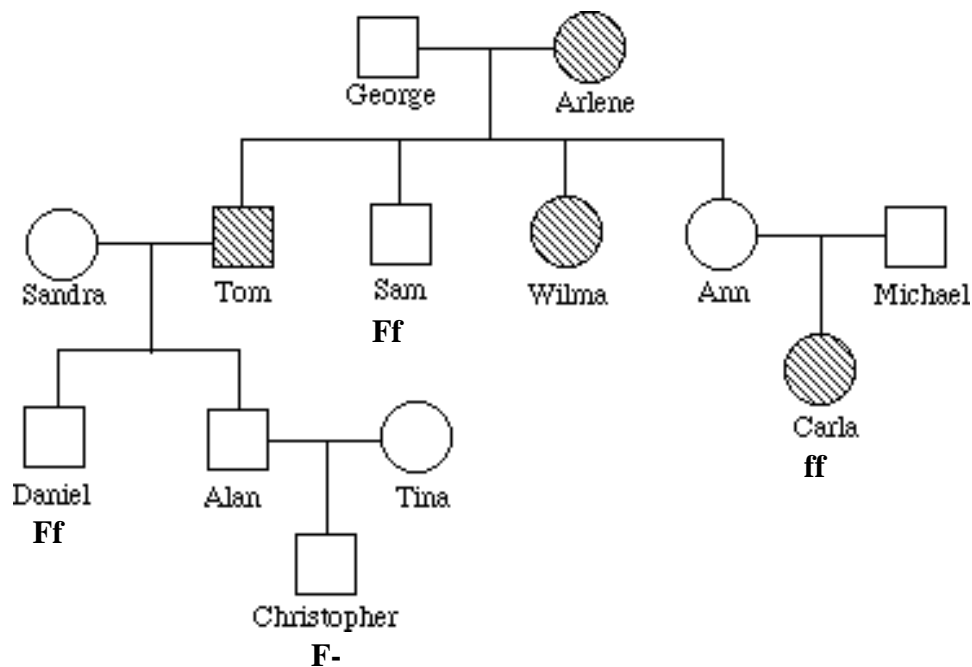 George
Arlene
Sandra
Tom
Sam
Wilma
Ann
Michael
Ff
Carla
ff
Daniel
Alan
Tina
Ff
Christopher
F-